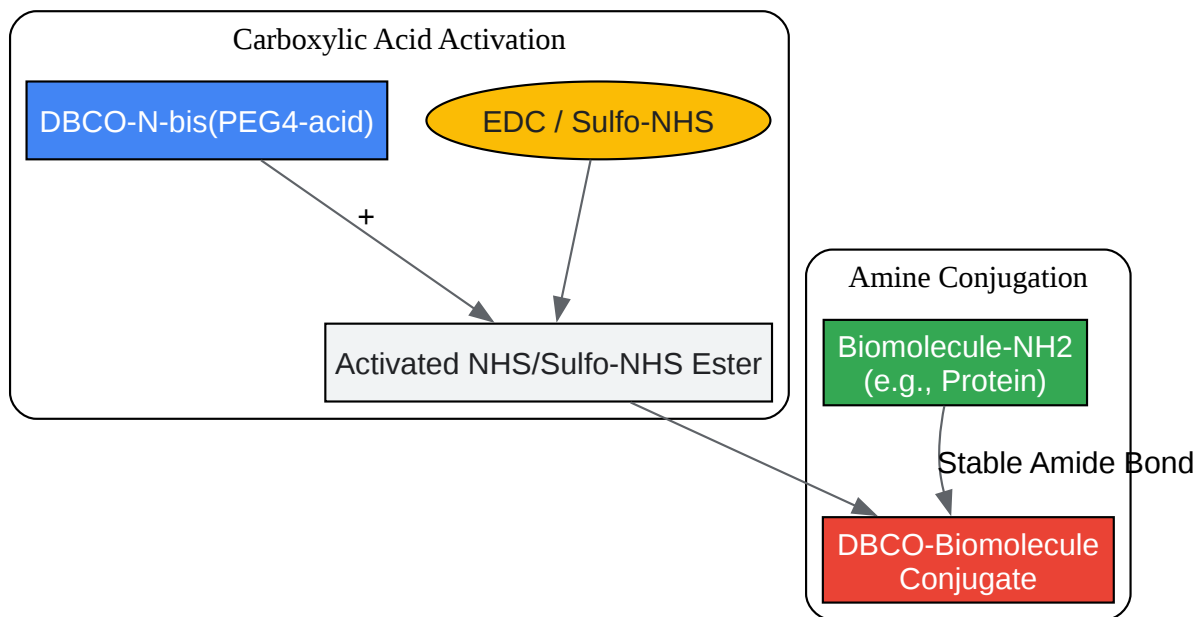 Carboxylic Acid Activation
DBCO-N-bis(PEG4-acid)
EDC / Sulfo-NHS
+
Activated NHS/Sulfo-NHS Ester
Amine Conjugation
Biomolecule-NH2
(e.g., Protein)
Stable Amide Bond
DBCO-Biomolecule
Conjugate